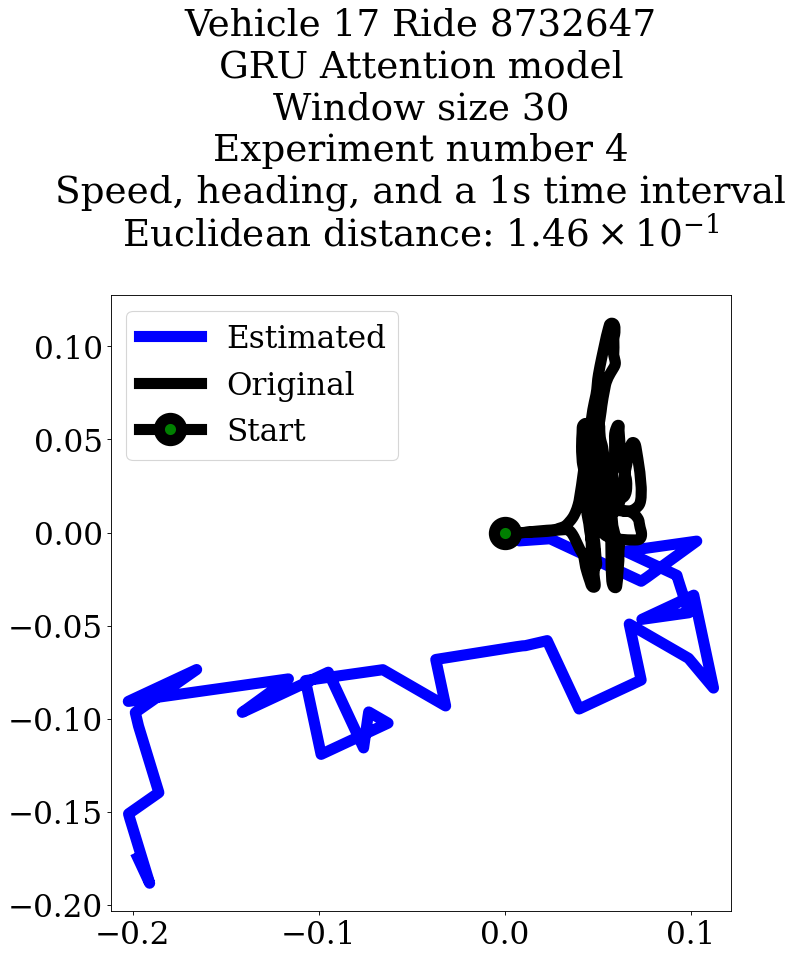 Vehicle 17 Ride 8732647
GRU Attention model
Window size 30
Experiment number 4
Speed, heading, and a 1s time interval
Euclidean distance: 1.46 × 10⁻¹
Estimated
Original
Start
0.10
0.05
0.00
−0.05
−0.10
−0.15
−0.20
−0.2
−0.1
0.0
0.1